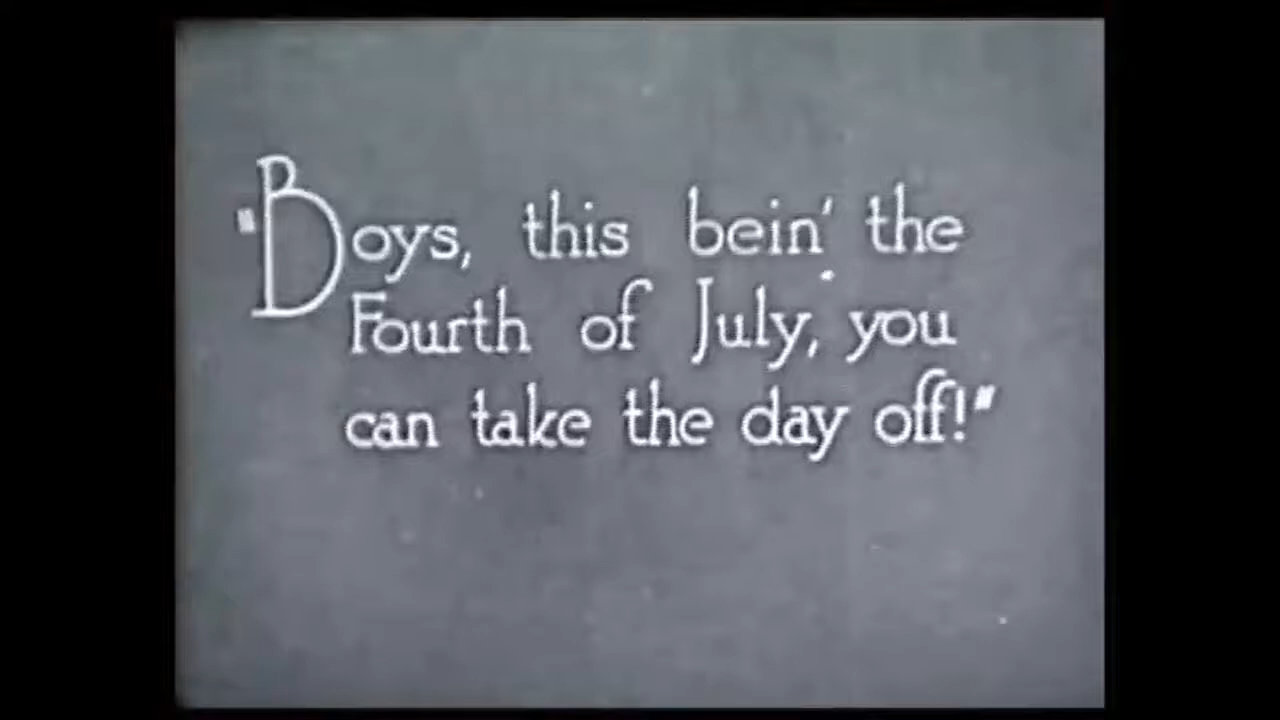 "Boys, this bein' the
Fourth of July, you
can take the day off!"